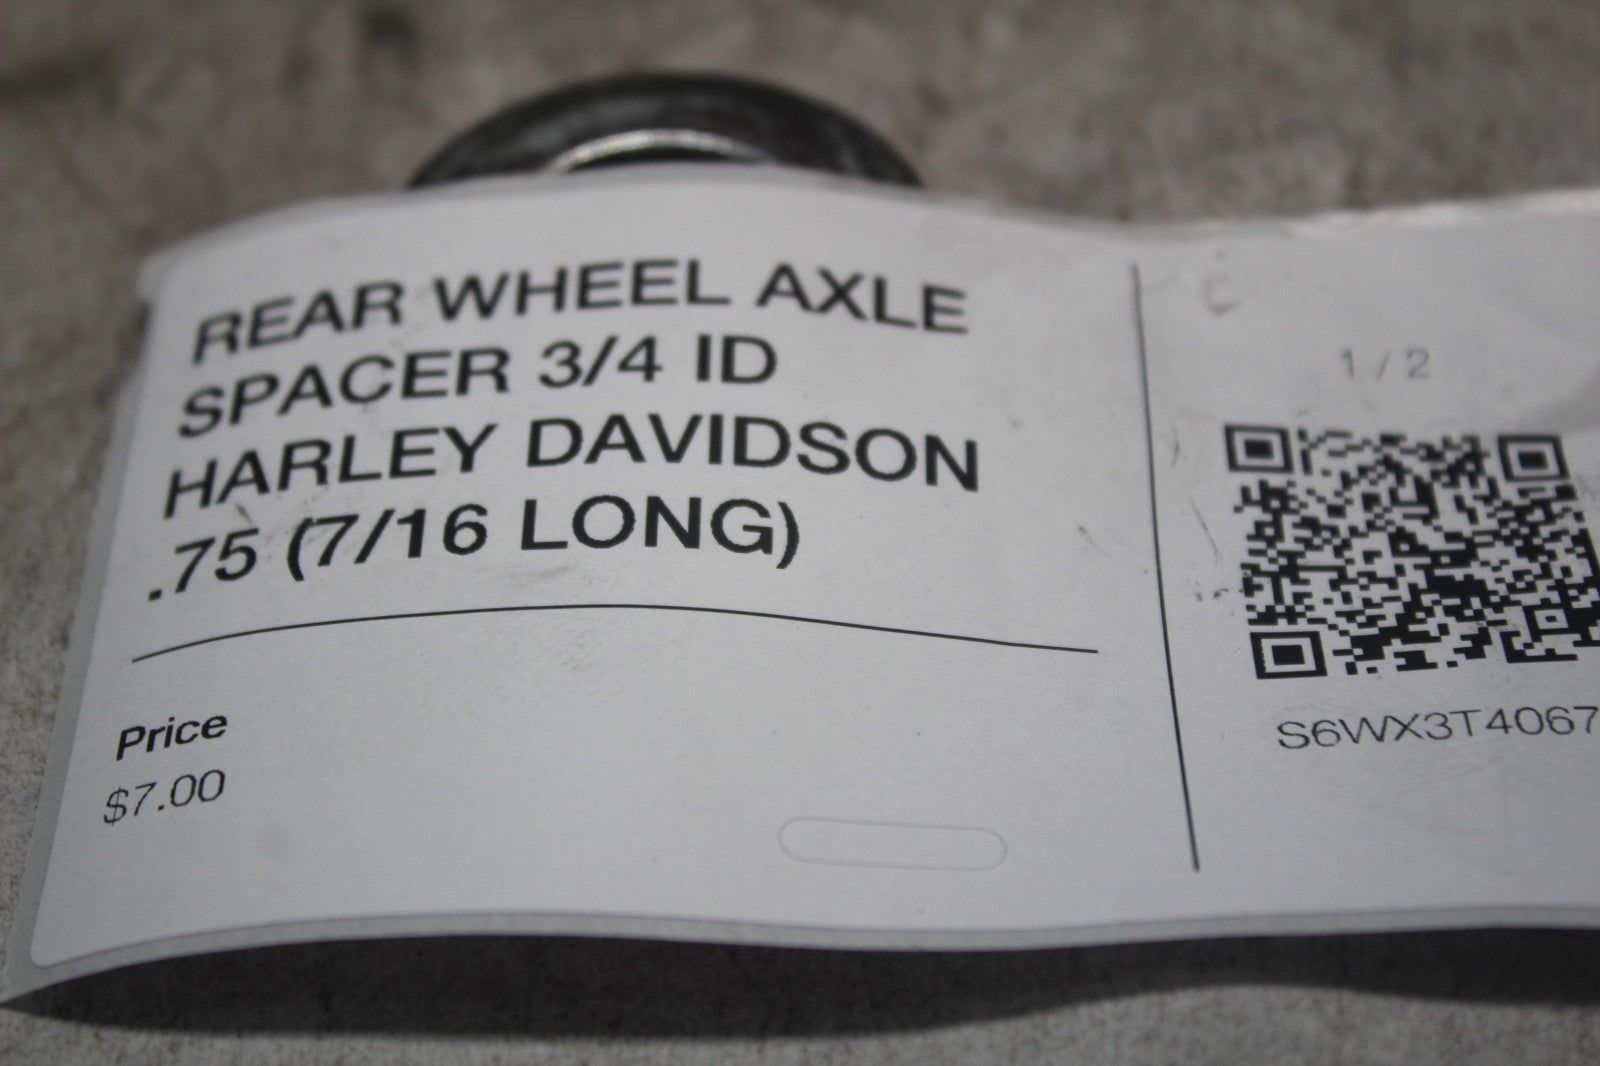 REAR WHEEL AXLE
SPACER 3/4 ID
HARLEY DAVIDSON
.75 (7/16 LONG)
Price
$7.00
1 / 2
S6WX3T4067